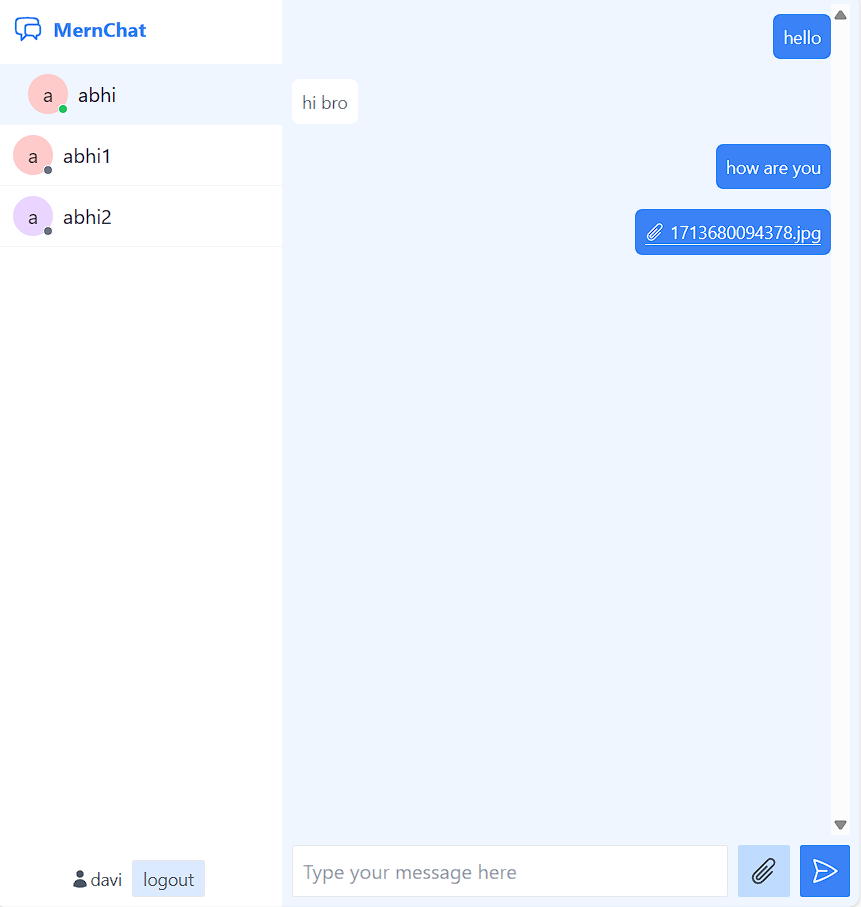 MernChat
a abhi
a abhi1
a abhi2
davi logout
hello
hi bro
how are you
1713680094378.jpg
Type your message here